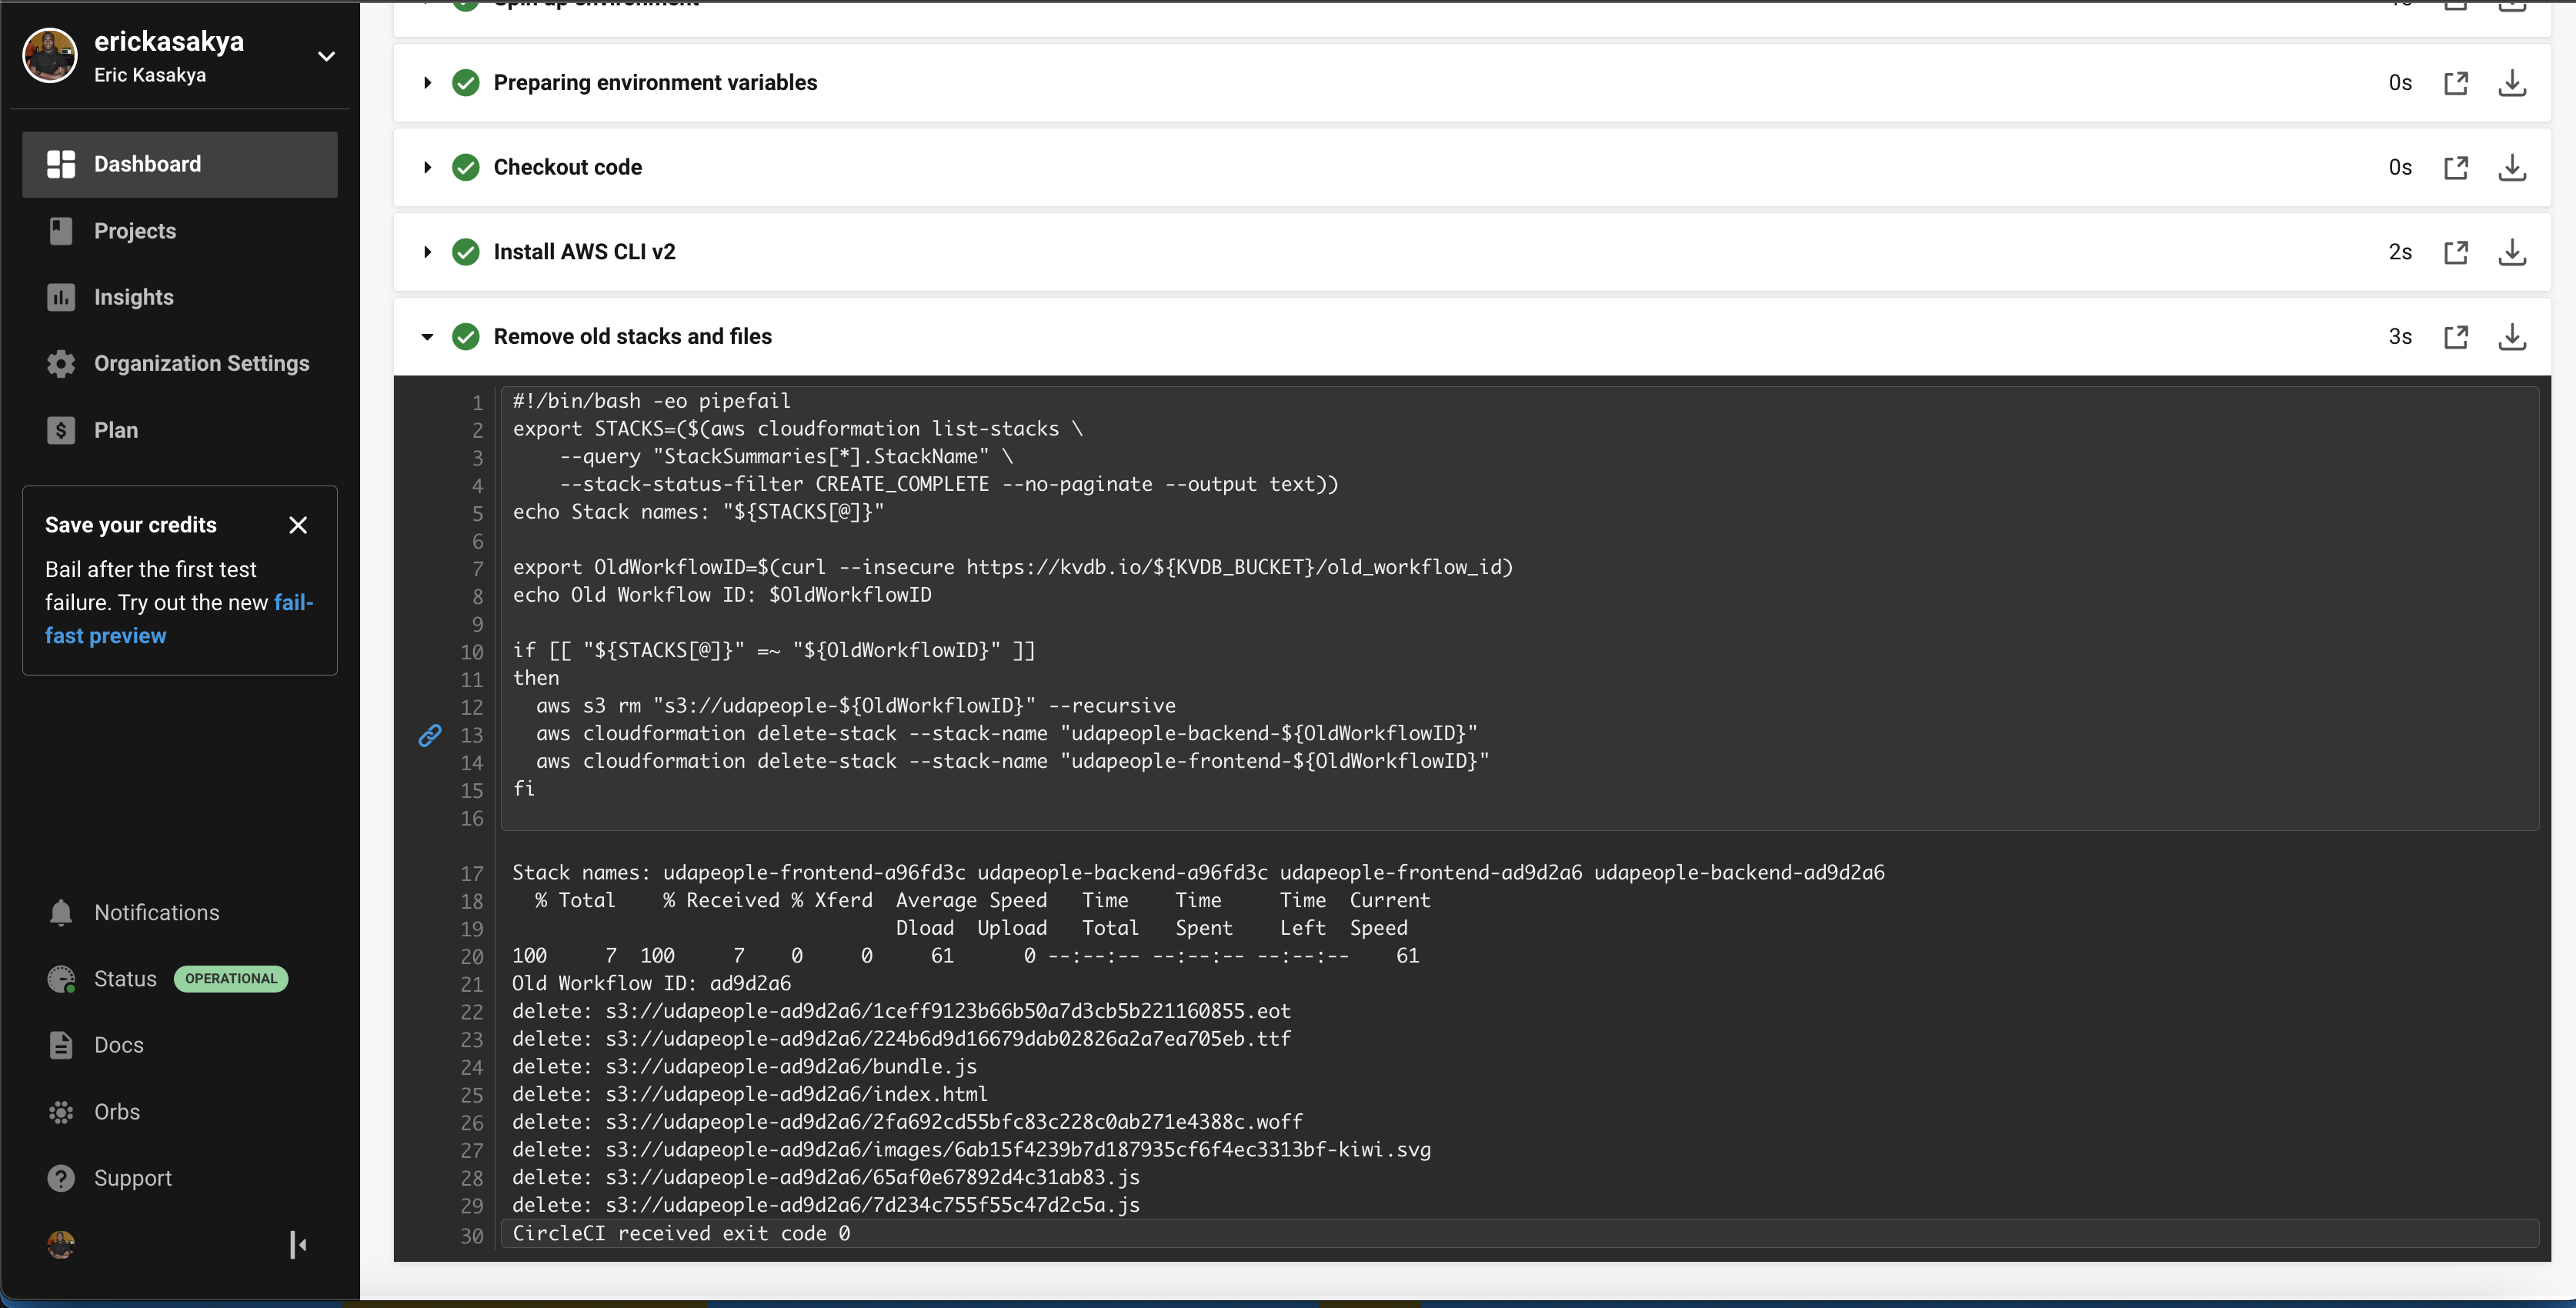 erickasakya
Eric Kasakya
Dashboard
Projects
Insights
Organization Settings
Plan
Save your credits
Bail after the first test
failure. Try out the new fail-
fast preview
Notifications
Status OPERATIONAL
Docs
Orbs
Support
Spin up environment
Preparing environment variables 0s
Checkout code 0s
Install AWS CLI v2 2s
Remove old stacks and files 3s
1 #!/bin/bash -eo pipefail
2 export STACKS=($(aws cloudformation list-stacks \
3     --query "StackSummaries[*].StackName" \
4     --stack-status-filter CREATE_COMPLETE --no-paginate --output text))
5 echo Stack names: "${STACKS[@]}"
6
7 export OldWorkflowID=$(curl --insecure https://kvdb.io/${KVDB_BUCKET}/old_workflow_id)
8 echo Old Workflow ID: $OldWorkflowID
9
10 if [[ "${STACKS[@]}" =~ "${OldWorkflowID}" ]]
11 then
12   aws s3 rm "s3://udapeople-${OldWorkflowID}" --recursive
13   aws cloudformation delete-stack --stack-name "udapeople-backend-${OldWorkflowID}"
14   aws cloudformation delete-stack --stack-name "udapeople-frontend-${OldWorkflowID}"
15 fi
16
17 Stack names: udapeople-frontend-a96fd3c udapeople-backend-a96fd3c udapeople-frontend-ad9d2a6 udapeople-backend-ad9d2a6
18   % Total    % Received % Xferd  Average Speed   Time    Time     Time  Current
19                                  Dload  Upload   Total   Spent    Left  Speed
20 100     7  100     7    0     0     61      0 --:--:-- --:--:-- --:--:--    61
21 Old Workflow ID: ad9d2a6
22 delete: s3://udapeople-ad9d2a6/1ceff9123b66b50a7d3cb5b221160855.eot
23 delete: s3://udapeople-ad9d2a6/224b6d9d16679dab02826a2a7ea705eb.ttf
24 delete: s3://udapeople-ad9d2a6/bundle.js
25 delete: s3://udapeople-ad9d2a6/index.html
26 delete: s3://udapeople-ad9d2a6/2fa692cd55bfc83c228c0ab271e4388c.woff
27 delete: s3://udapeople-ad9d2a6/images/6ab15f4239b7d187935cf6f4ec3313bf-kiwi.svg
28 delete: s3://udapeople-ad9d2a6/65af0e67892d4c31ab83.js
29 delete: s3://udapeople-ad9d2a6/7d234c755f55c47d2c5a.js
30 CircleCI received exit code 0